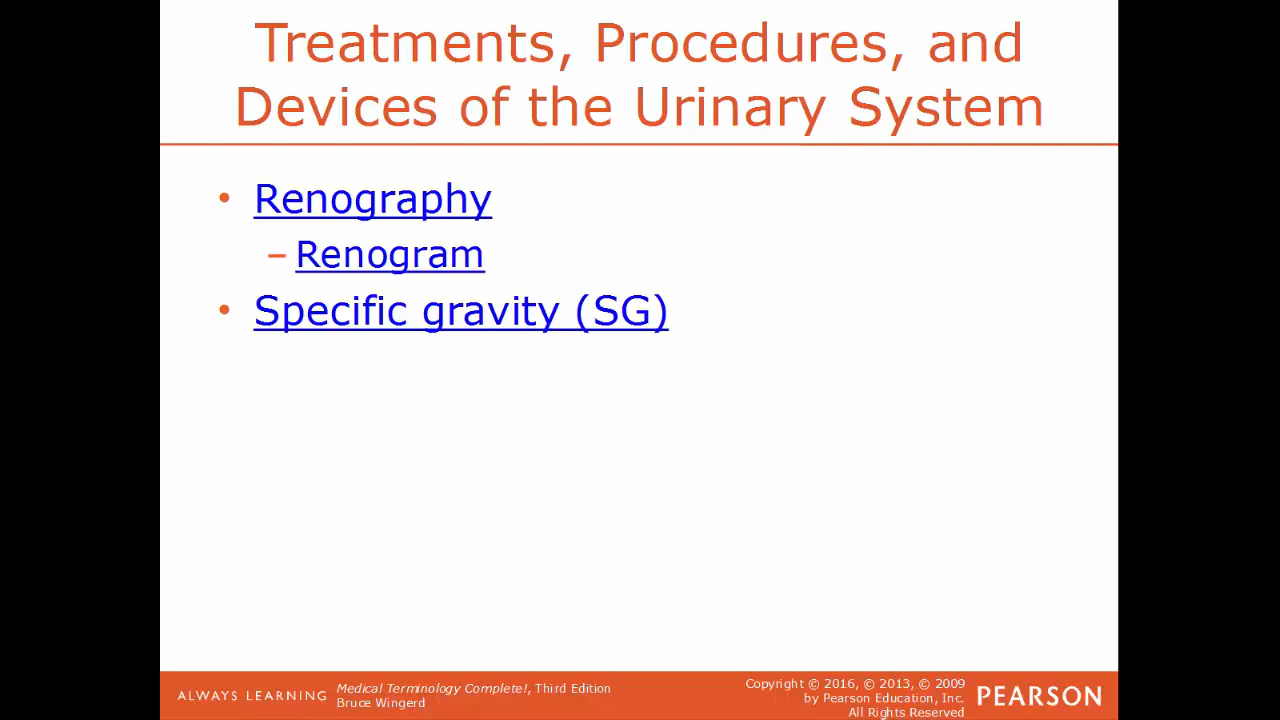 Treatments, Procedures, and
Devices of the Urinary System
• Renography
– Renogram
• Specific gravity (SG)
ALWAYS LEARNING
Medical Terminology Complete!, Third Edition
Bruce Wingerd
Copyright © 2016, © 2013, © 2009
by Pearson Education, Inc.
All Rights Reserved
PEARSON